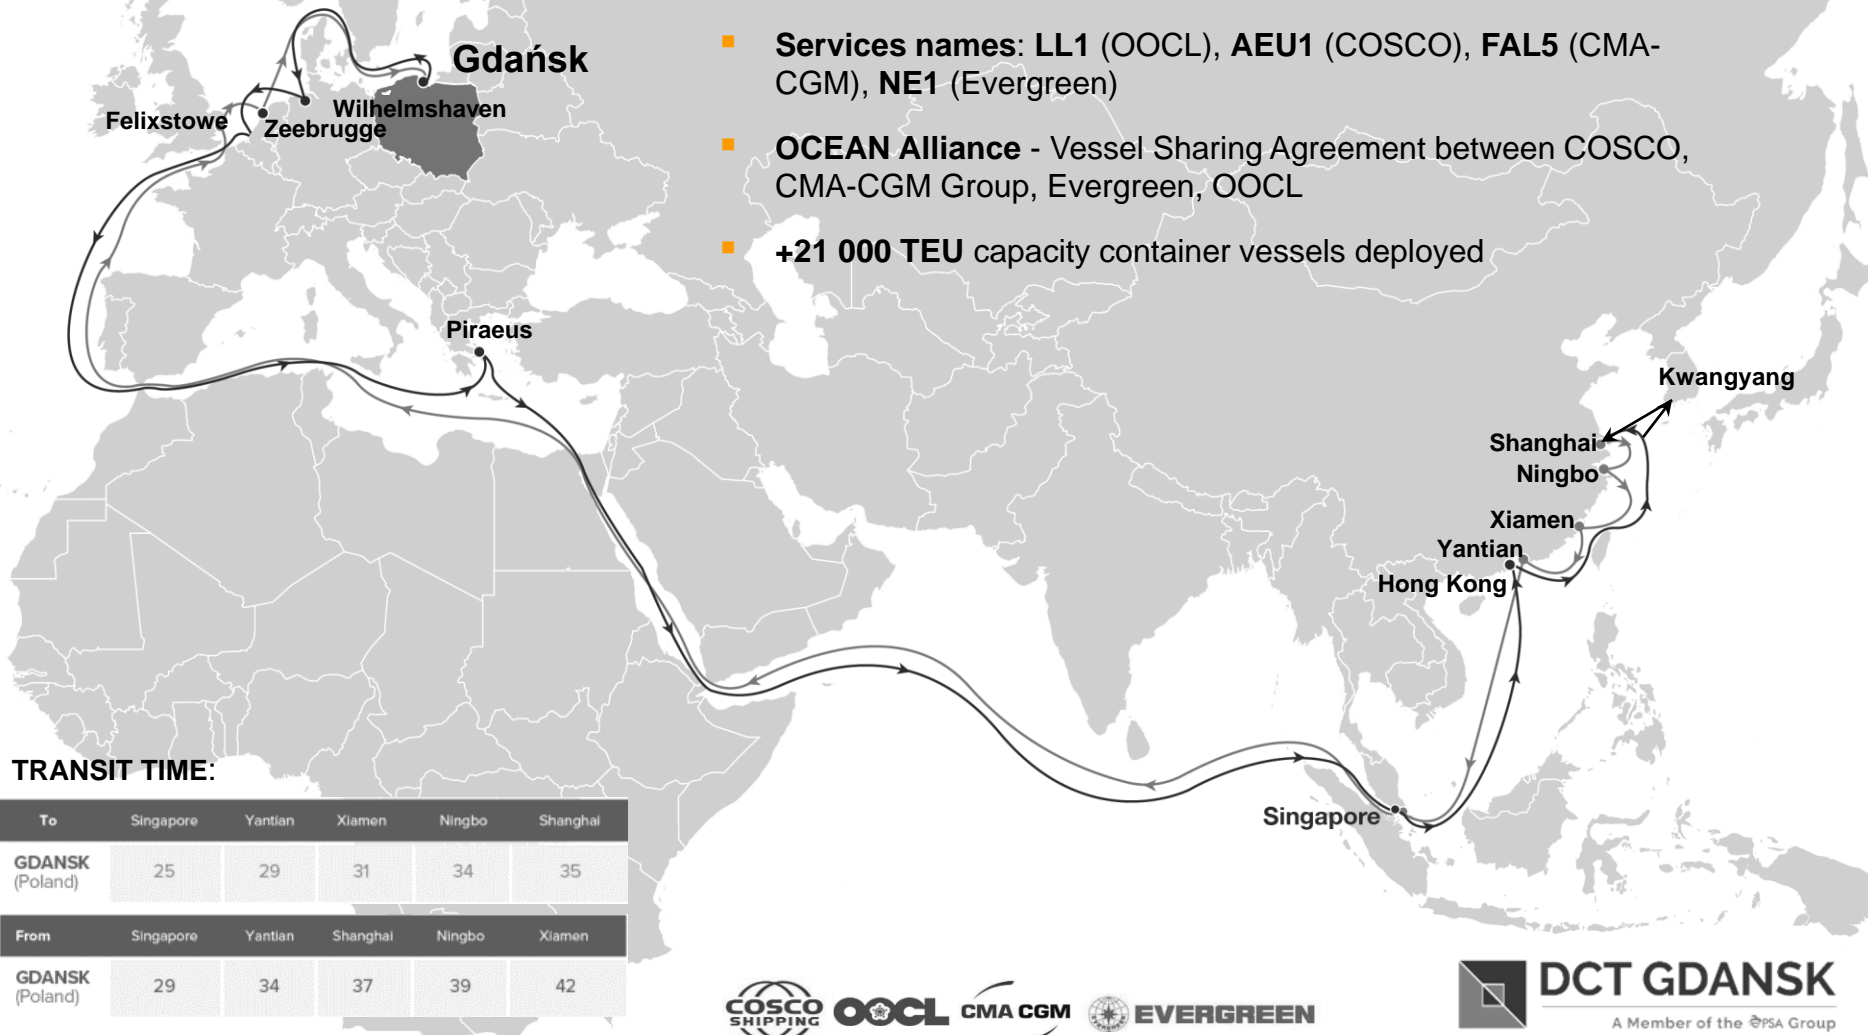 Services names: LL1 (OOCL), AEU1 (COSCO), FAL5 (CMA-
CGM), NE1 (Evergreen)
OCEAN Alliance - Vessel Sharing Agreement between COSCO,
CMA-CGM Group, Evergreen, OOCL
+21 000 TEU capacity container vessels deployed
Gdańsk
Wilhelmshaven
Felixstowe
Zeebrugge
Piraeus
Kwangyang
Shanghai
Ningbo
Xiamen
Yantian
Hong Kong
Singapore
TRANSIT TIME:
To Singapore Yantian Xiamen Ningbo Shanghai
GDANSK 25 29 31 34 35
(Poland)
From Singapore Yantian Shanghai Ningbo Xiamen
GDANSK 29 34 37 39 42
(Poland)
COSCO
SHIPPING
OOCL
CMA CGM
EVERGREEN
DCT GDANSK
A Member of the PSA Group